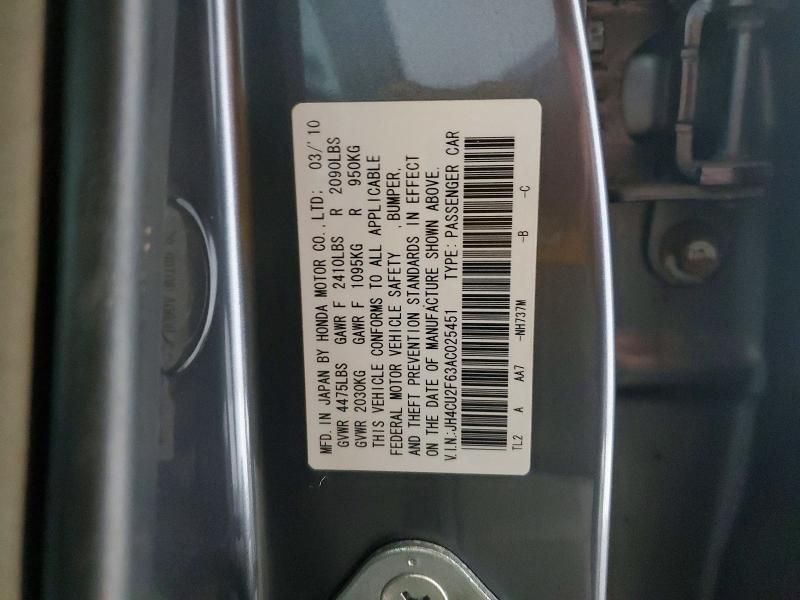 MFD. IN JAPAN BY HONDA MOTOR CO., LTD; 03/'10
GVWR 4475LBS GAWR F 2410LBS R 2090LBS
GVWR 2030KG GAWR F 1095KG R 950KG
THIS VEHICLE CONFORMS TO ALL APPLICABLE
FEDERAL MOTOR VEHICLE SAFETY , BUMPER,
AND THEFT PREVENTION STANDARDS IN EFFECT
ON THE DATE OF MANUFACTURE SHOWN ABOVE.
V.I.N:JH4CU2F63AC025451 TYPE: PASSENGER CAR
TL2 A AA7 -NH737M -B -C